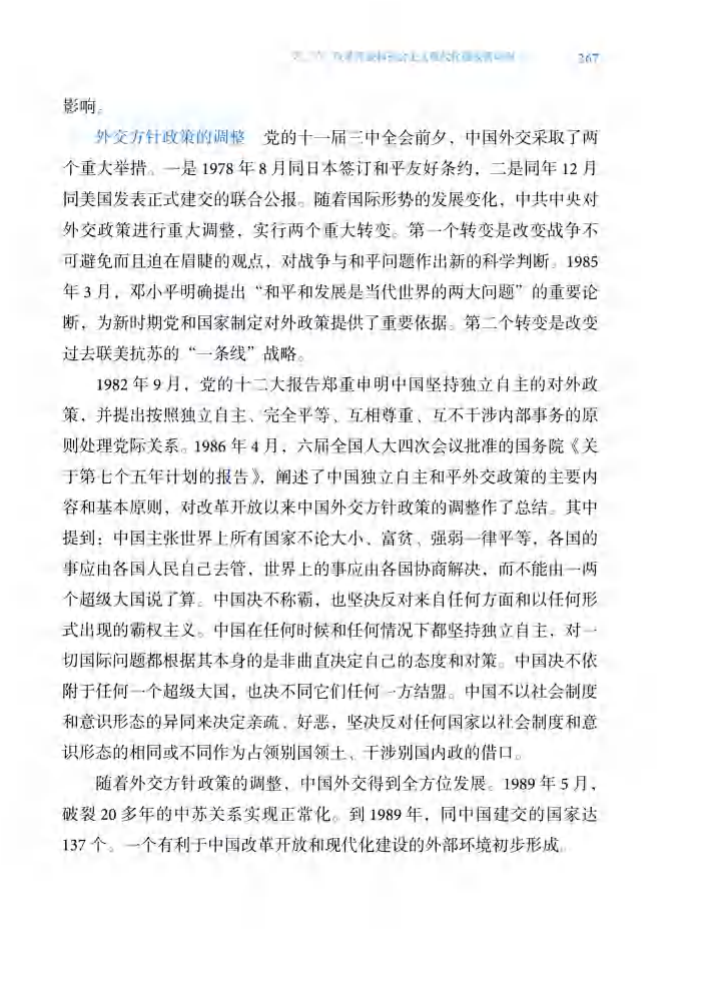 267
影响。
外交方针政策的调整　党的十一届三中全会前夕，中国外交采取了两
个重大举措。一是 1978 年 8 月同日本签订和平友好条约，二是同年 12 月
同美国发表正式建交的联合公报。随着国际形势的发展变化，中共中央对
外交政策进行重大调整，实行两个重大转变。第一个转变是改变战争不
可避免而且迫在眉睫的观点，对战争与和平问题作出新的科学判断。1985
年 3 月，邓小平明确提出“和平和发展是当代世界的两大问题”的重要论
断，为新时期党和国家制定对外政策提供了重要依据。第二个转变是改变
过去联美抗苏的“一条线”战略。
1982 年 9 月，党的十二大报告郑重申明中国坚持独立自主的对外政
策，并提出按照独立自主、完全平等、互相尊重、互不干涉内部事务的原
则处理党际关系。1986 年 4 月，六届全国人大四次会议批准的国务院《关
于第七个五年计划的报告》，阐述了中国独立自主和平外交政策的主要内
容和基本原则，对改革开放以来中国外交方针政策的调整作了总结。其中
提到：中国主张世界上所有国家不论大小、贫富、强弱一律平等，各国的
事应由各国人民自己去管，世界上的事应由各国协商解决，而不能由一两
个超级大国说了算。中国决不称霸，也坚决反对来自任何方面和以任何形
式出现的霸权主义。中国在任何时候和任何情况下都坚持独立自主，对一
切国际问题都根据其本身的是非曲直决定自己的态度和对策。中国决不依
附于任何一个超级大国，也决不同它们任何一方结盟。中国不以社会制度
和意识形态的异同来决定亲疏、好恶，坚决反对任何国家以社会制度和意
识形态的相同或不同作为占领别国领土、干涉别国内政的借口。
随着外交方针政策的调整，中国外交得到全方位发展。1989 年 5 月，
破裂 20 多年的中苏关系实现正常化。到 1989 年，同中国建交的国家达
137 个。一个有利于中国改革开放和现代化建设的外部环境初步形成。